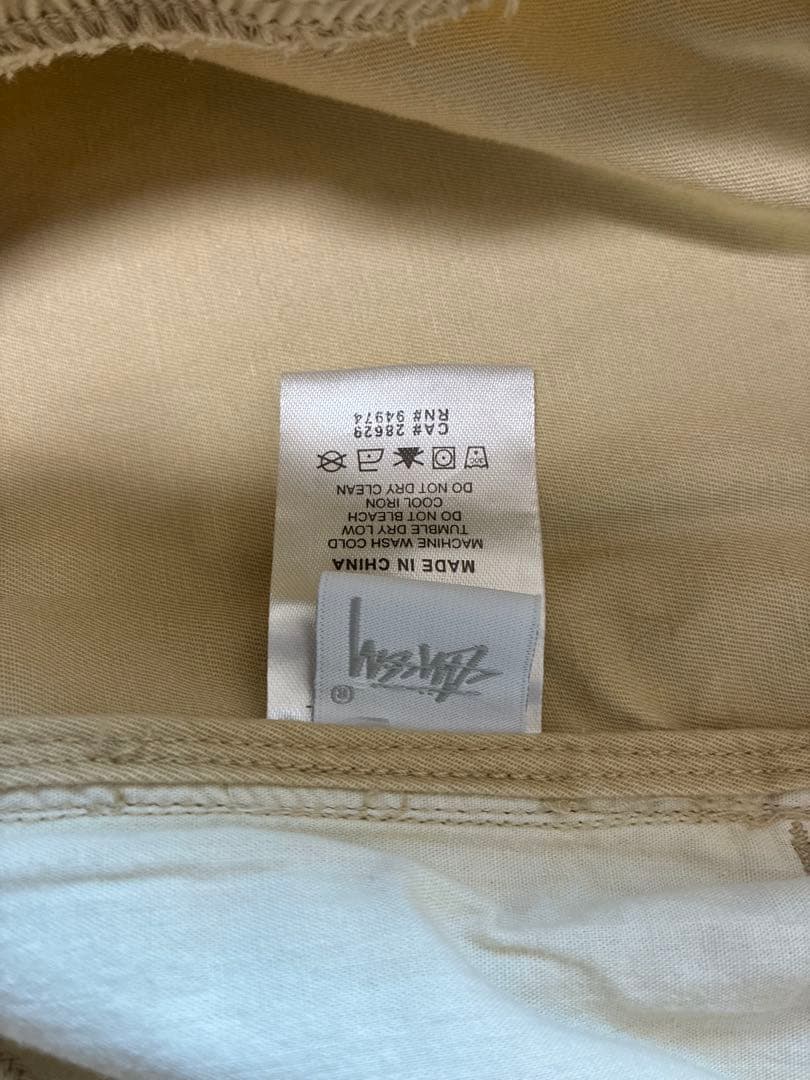 Stüssy
®
MADE IN CHINA
MACHINE WASH COLD
TUMBLE DRY LOW
DO NOT BLEACH
COOL IRON
DO NOT DRY CLEAN
CA# 28629
RN# 94974